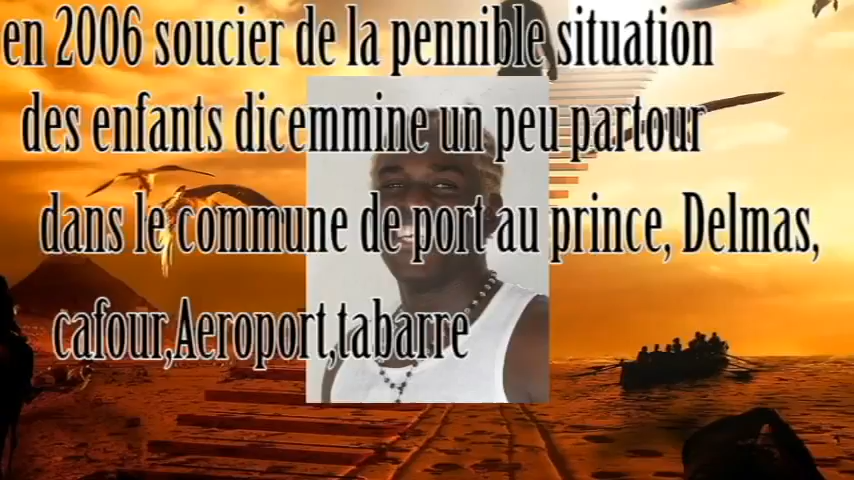 en 2006 soucier de la pennible situation
des enfants dicemmine un peu partour
dans le commune de port au prince, Delmas,
cafour,Aeroport,tabarre